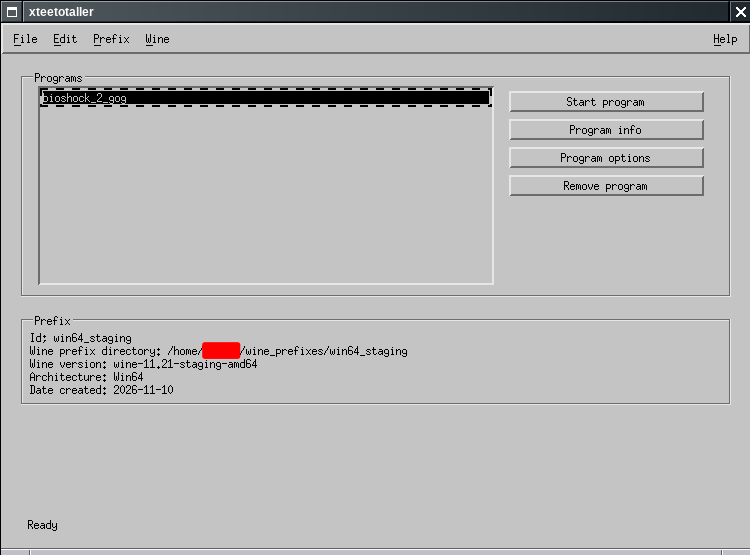 xteetotaller
File Edit Prefix Wine Help
Programs
bioshock_2_gog
Start program
Program info
Program options
Remove program
Prefix
Id: win64_staging
Wine prefix directory: /home/ /wine_prefixes/win64_staging
Wine version: wine-11.21-staging-amd64
Architecture: Win64
Date created: 2026-11-10
Ready